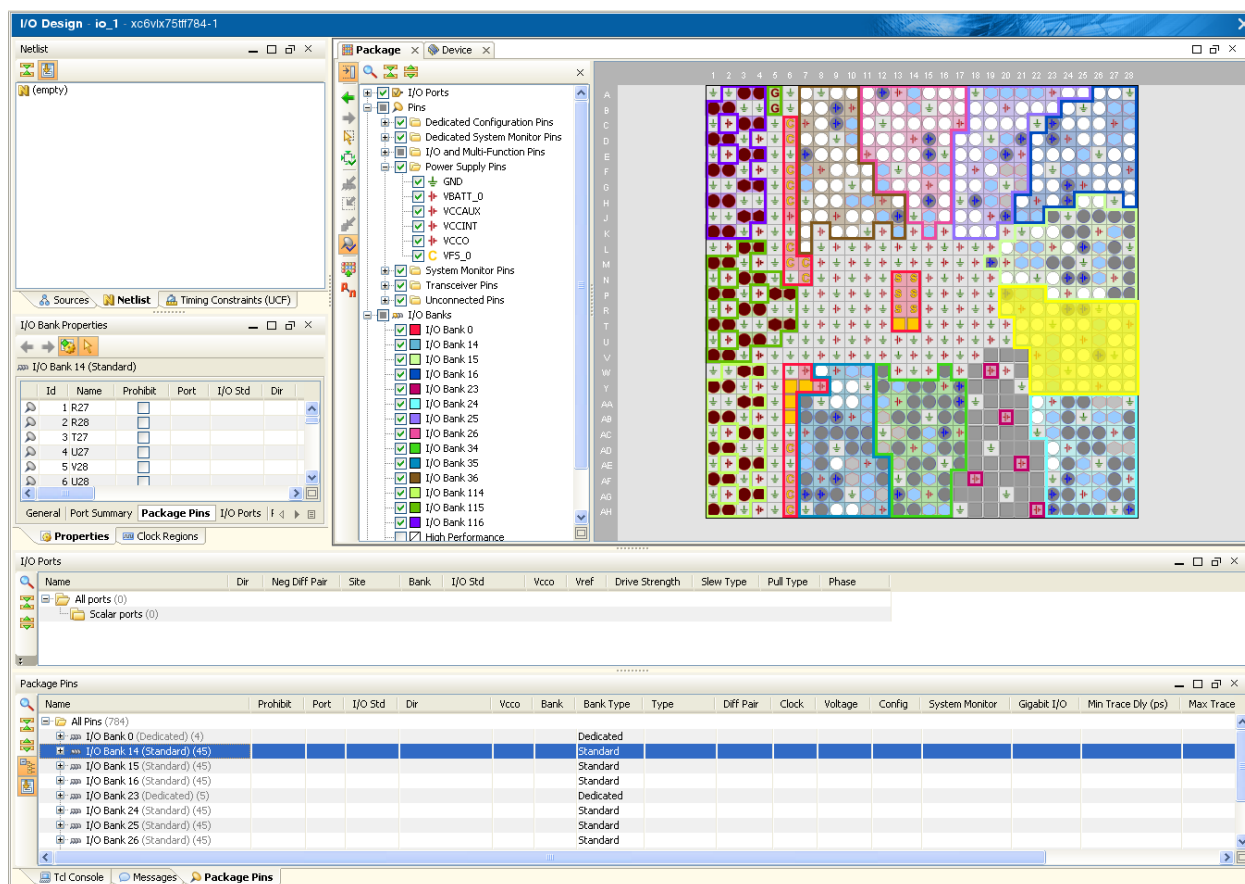 I/O Design - io_1 - xc6vlx75tff784-1
Netlist
(empty)
Sources Netlist Timing Constraints (UCF)
I/O Bank Properties
I/O Bank 14 (Standard)
Id Name Prohibit Port I/O Std Dir
1 R27
2 R28
3 T27
4 U27
5 V28
6 U28
General Port Summary Package Pins I/O Ports
Properties Clock Regions
Package Device
I/O Ports
Pins
Dedicated Configuration Pins
Dedicated System Monitor Pins
I/O and Multi-Function Pins
Power Supply Pins
GND
VBATT_0
VCCAUX
VCCINT
VCCO
C VFS_0
System Monitor Pins
Transceiver Pins
Unconnected Pins
I/O Banks
I/O Bank 0
I/O Bank 14
I/O Bank 15
I/O Bank 16
I/O Bank 23
I/O Bank 24
I/O Bank 25
I/O Bank 26
I/O Bank 34
I/O Bank 35
I/O Bank 36
I/O Bank 114
I/O Bank 115
I/O Bank 116
High Performance
1 2 3 4 5 6 7 8 9 10 11 12 13 14 15 16 17 18 19 20 21 22 23 24 25 26 27 28
A
B
C
D
E
F
G
H
J
K
L
M
N
P
R
T
U
V
W
Y
AA
AB
AC
AD
AE
AF
AG
AH
I/O Ports
Name Dir Neg Diff Pair Site Bank I/O Std Vcco Vref Drive Strength Slew Type Pull Type Phase
All ports (0)
Scalar ports (0)
Package Pins
Name Prohibit Port I/O Std Dir Vcco Bank Bank Type Type Diff Pair Clock Voltage Config System Monitor Gigabit I/O Min Trace Dly (ps) Max Trace
All Pins (784)
I/O Bank 0 (Dedicated) (4) Dedicated
I/O Bank 14 (Standard) (45) Standard
I/O Bank 15 (Standard) (45) Standard
I/O Bank 16 (Standard) (45) Standard
I/O Bank 23 (Dedicated) (5) Dedicated
I/O Bank 24 (Standard) (45) Standard
I/O Bank 25 (Standard) (45) Standard
I/O Bank 26 (Standard) (45) Standard
Tcl Console Messages Package Pins